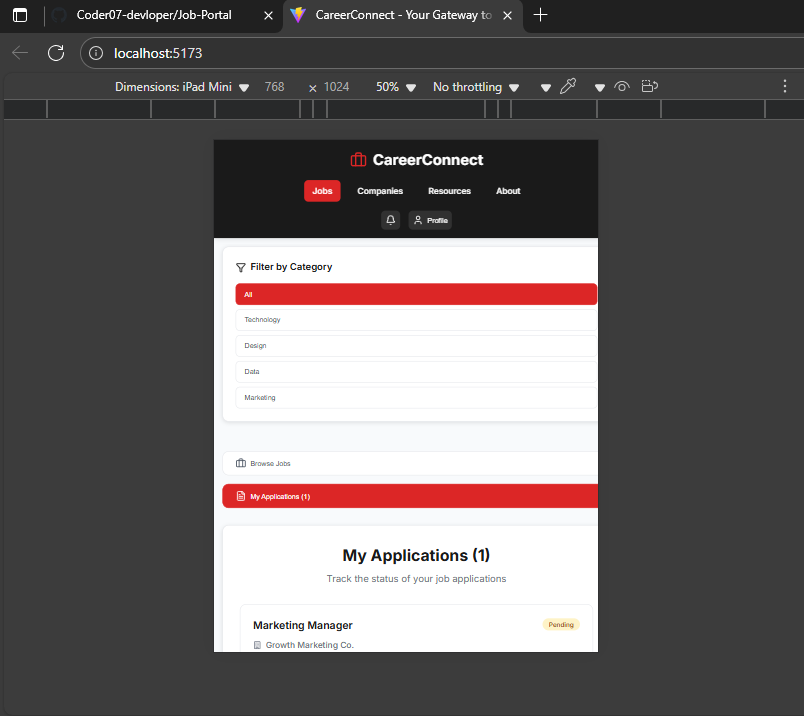 Coder07-devloper/Job-Portal
CareerConnect - Your Gateway to
localhost:5173
Dimensions: iPad Mini 768 × 1024 50% No throttling
CareerConnect
Jobs Companies Resources About
Profile
Filter by Category
All
Technology
Design
Data
Marketing
Browse Jobs
My Applications (1)
My Applications (1)
Track the status of your job applications
Marketing Manager Pending
Growth Marketing Co.